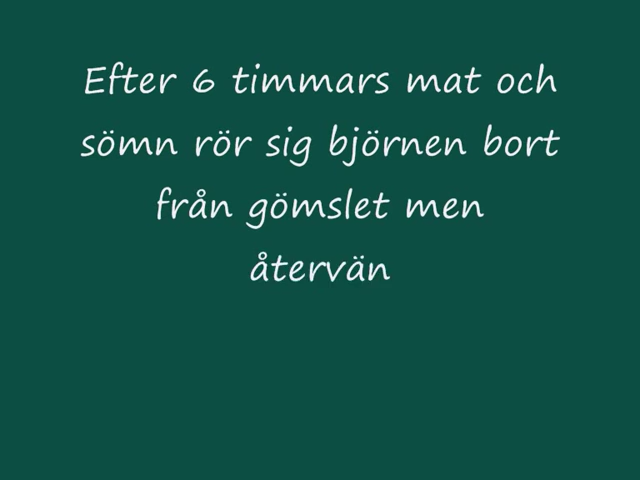 Efter 6 timmars mat och
sömn rör sig björnen bort
från gömslet men
återvän